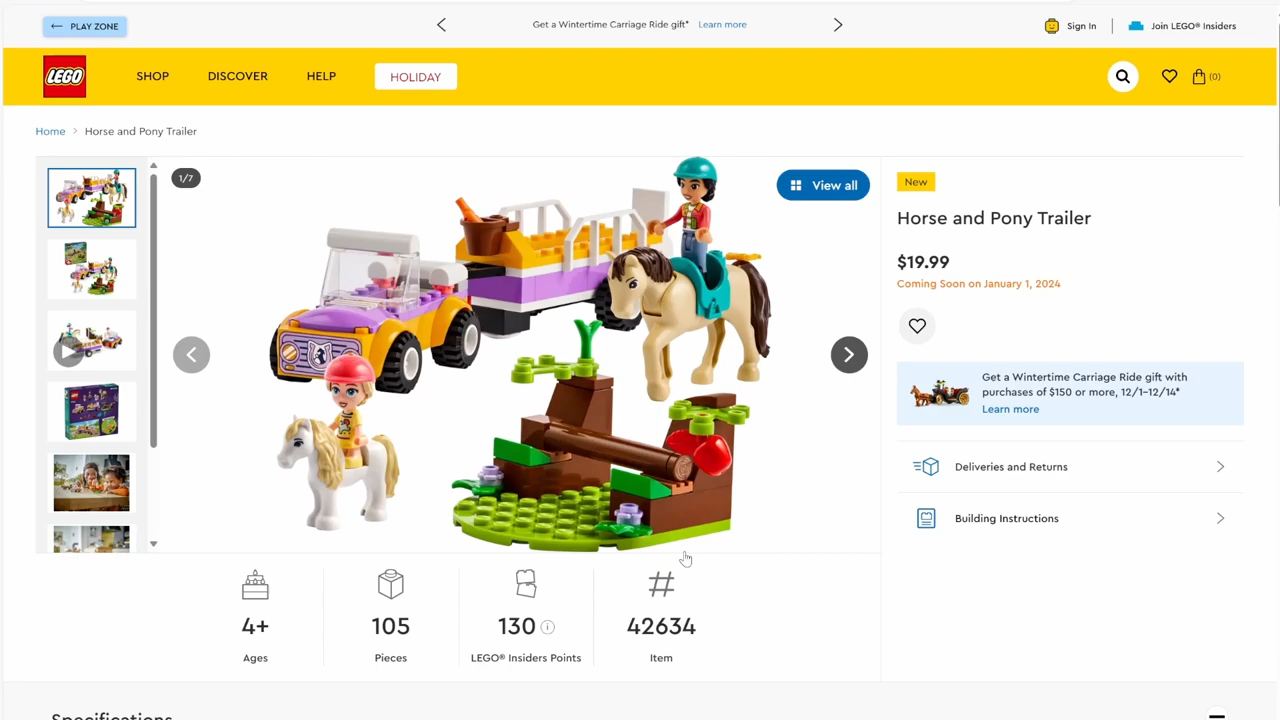 PLAY ZONE
Get a Wintertime Carriage Ride gift* Learn more
Sign In
Join LEGO® Insiders
LEGO
SHOP
DISCOVER
HELP
HOLIDAY
(0)
Home > Horse and Pony Trailer
1/7
View all
New
Horse and Pony Trailer
$19.99
Coming Soon on January 1, 2024
Get a Wintertime Carriage Ride gift with
purchases of $150 or more, 12/1–12/14*
Learn more
Deliveries and Returns
Building Instructions
4+
Ages
105
Pieces
130
LEGO® Insiders Points
#
42634
Item
Specifications